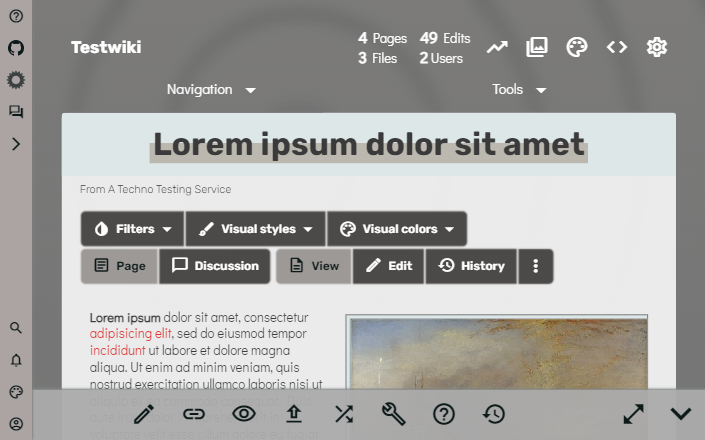 Testwiki
4 Pages 49 Edits
3 Files 2 Users
Navigation Tools
Lorem ipsum dolor sit amet
From A Techno Testing Service
Filters Visual styles Visual colors
Page Discussion View Edit History
Lorem ipsum dolor sit amet, consectetur
adipisicing elit, sed do eiusmod tempor
incididunt ut labore et dolore magna
aliqua. Ut enim ad minim veniam, quis
nostrud exercitation ullamco laboris nisi ut